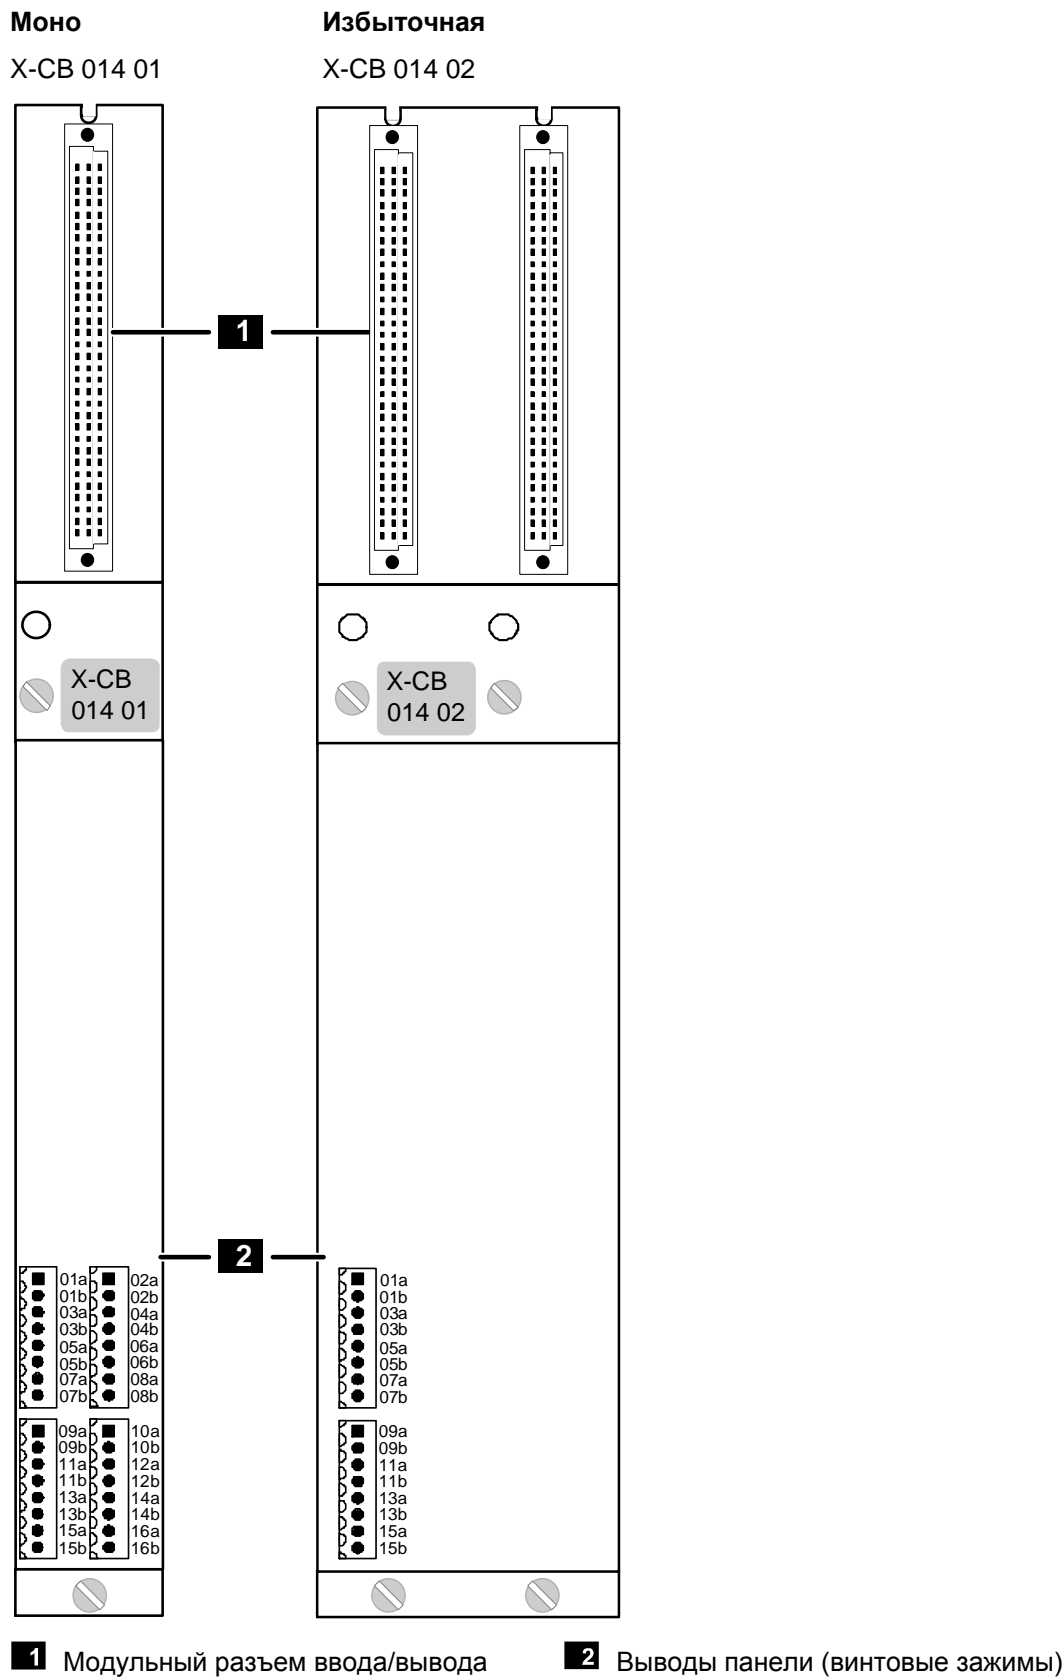 Моно Избыточная
X-CB 014 01 X-CB 014 02
1
X-CB
014 01
X-CB
014 02
2
01a 02a 01a
01b 02b 01b
03a 04a 03a
03b 04b 03b
05a 06a 05a
05b 06b 05b
07a 08a 07a
07b 08b 07b
09a 10a 09a
09b 10b 09b
11a 12a 11a
11b 12b 11b
13a 14a 13a
13b 14b 13b
15a 16a 15a
15b 16b 15b
1 Модульный разъем ввода/вывода 2 Выводы панели (винтовые зажимы)